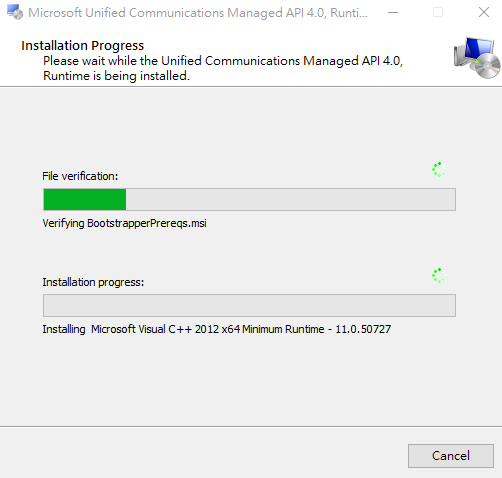 Microsoft Unified Communications Managed API 4.0, Runti...
Installation Progress
Please wait while the Unified Communications Managed API 4.0,
Runtime is being installed.
File verification:
Verifying BootstrapperPrereqs.msi
Installation progress:
Installing  Microsoft Visual C++ 2012 x64 Minimum Runtime - 11.0.50727
Cancel